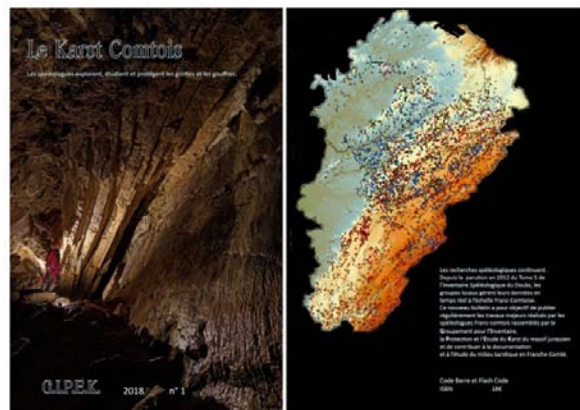 Le Karst Comtois
Les spéléologues explorent, étudient et protègent les grottes et les gouffres.
G.I.P.E.K.
2018
n° 1
Les recherches spéléologiques continuent.
Depuis la parution en 2012 du Tome 5 de
l'Inventaire Spéléologique du Doubs, les
groupes locaux gèrent leurs données en
temps réel à l'échelle Franc-Comtoise.
Ce nouveau bulletin a pour objectif de publier
régulièrement les travaux majeurs réalisés par les
spéléologues Franc-comtois rassemblés par le
Groupement pour l'Inventaire,
la Protection et l'Étude du Karst du massif jurassien
et de contribuer à la documentation
et à l'étude du milieu karstique en Franche-Comté.
Code Barre et Flash Code
ISBN